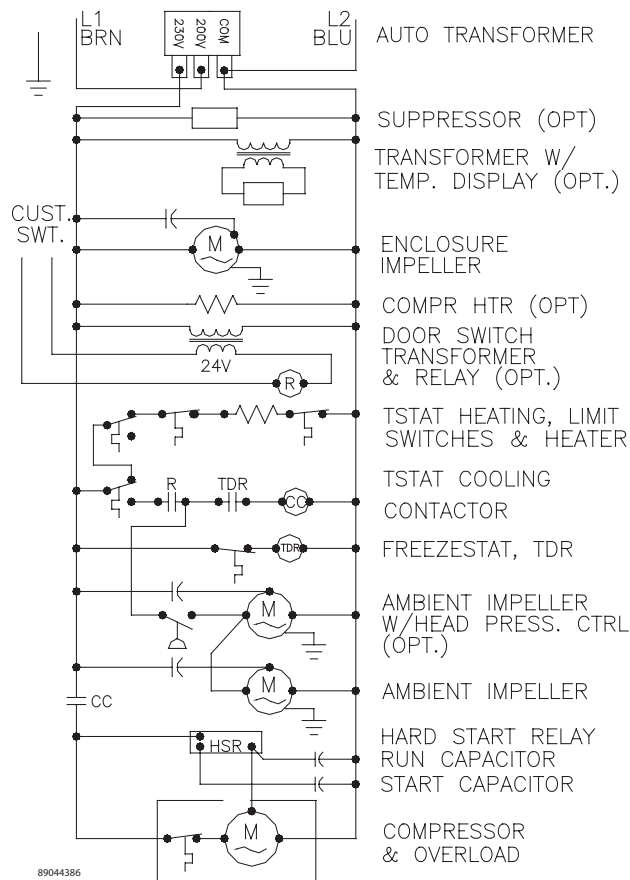 L1
BRN
230V
200V
COM
L2
BLU
AUTO TRANSFORMER
SUPPRESSOR (OPT)
TRANSFORMER W/
TEMP. DISPLAY (OPT.)
CUST.
SWT.
M
ENCLOSURE
IMPELLER
COMPR HTR (OPT)
DOOR SWITCH
TRANSFORMER
& RELAY (OPT.)
24V
R
TSTAT HEATING, LIMIT
SWITCHES & HEATER
TSTAT COOLING
R
TDR
CC
CONTACTOR
TDR
FREEZESTAT, TDR
M
AMBIENT IMPELLER
W/HEAD PRESS. CTRL
(OPT.)
M
AMBIENT IMPELLER
CC
HSR
HARD START RELAY
RUN CAPACITOR
START CAPACITOR
M
COMPRESSOR
& OVERLOAD
89044386